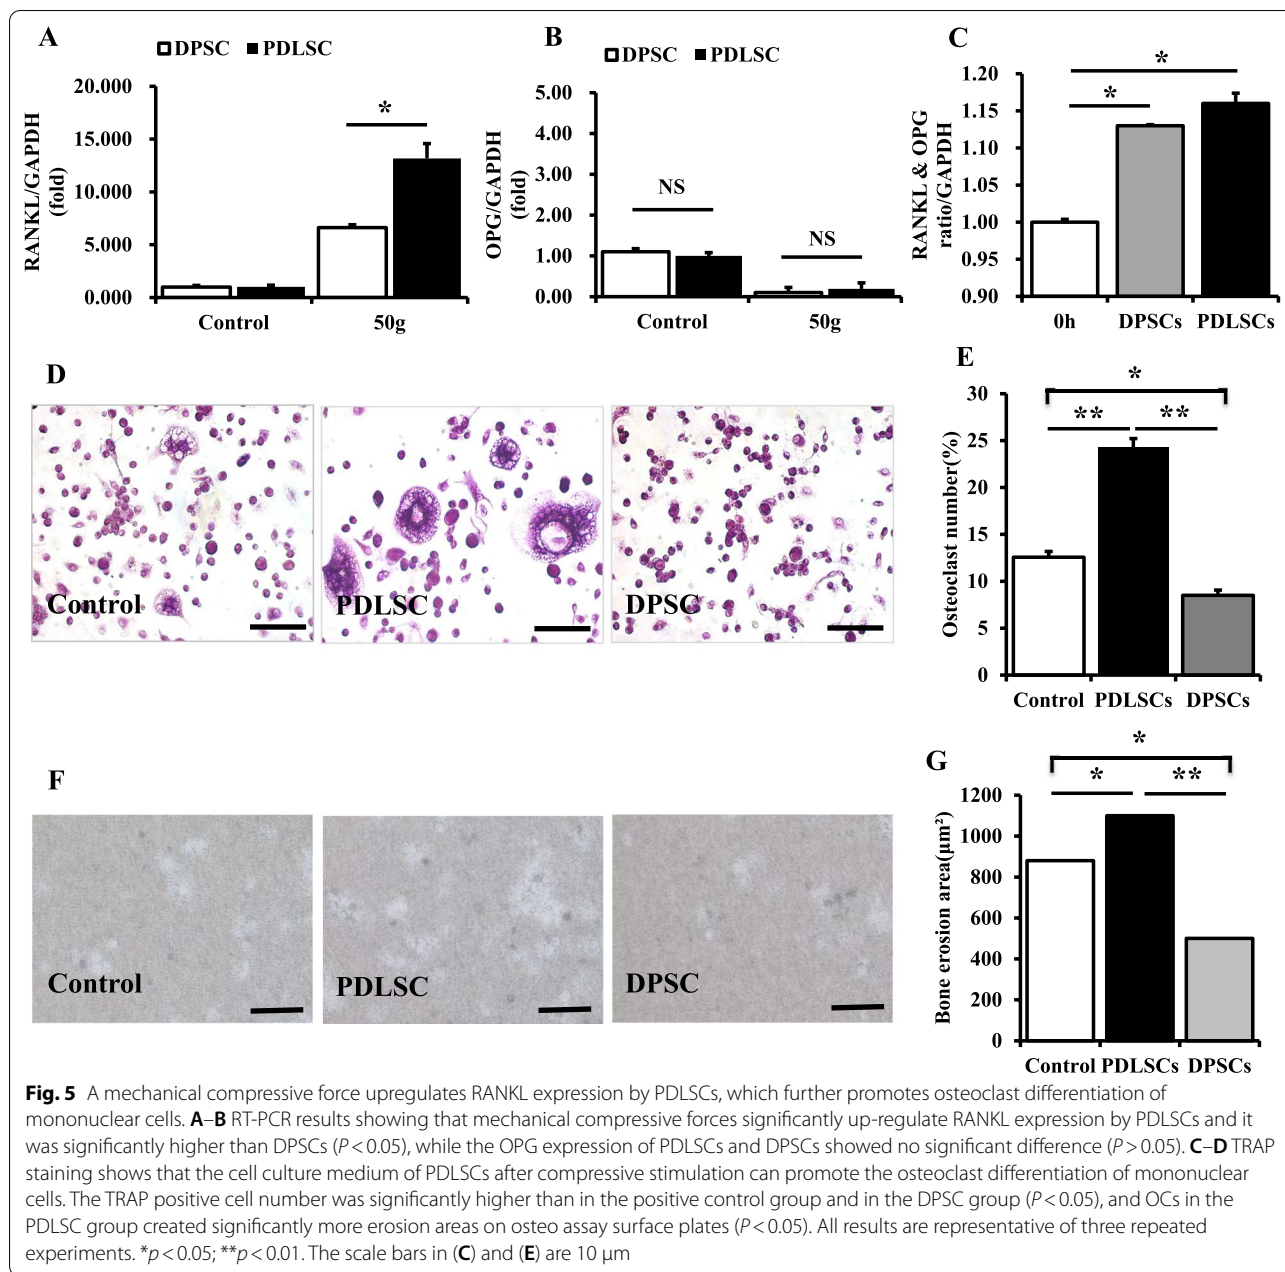 A
DPSC PDLSC
RANKL/GAPDH
(fold)
20.000
15.000
10.000
5.000
0.000
*
Control 50g
B
DPSC PDLSC
OPG/GAPDH
(fold)
5.00
4.00
3.00
2.00
1.00
0.00
NS
NS
Control 50g
C
RANKL & OPG
ratio/GAPDH
1.20
1.15
1.10
1.05
1.00
0.95
0.90
*
*
0h DPSCs PDLSCs
D
Control
PDLSC
DPSC
E
Osteoclast number(%)
30
25
20
15
10
5
0
*
** **
Control PDLSCs DPSCs
F
Control
PDLSC
DPSC
G
Bone erosion area(μm²)
1200
1000
800
600
400
200
0
*
* **
Control PDLSCs DPSCs
Fig. 5 A mechanical compressive force upregulates RANKL expression by PDLSCs, which further promotes osteoclast differentiation of
mononuclear cells. A–B RT-PCR results showing that mechanical compressive forces significantly up-regulate RANKL expression by PDLSCs and it
was significantly higher than DPSCs (P < 0.05), while the OPG expression of PDLSCs and DPSCs showed no significant difference (P > 0.05). C–D TRAP
staining shows that the cell culture medium of PDLSCs after compressive stimulation can promote the osteoclast differentiation of mononuclear
cells. The TRAP positive cell number was significantly higher than in the positive control group and in the DPSC group (P < 0.05), and OCs in the
PDLSC group created significantly more erosion areas on osteo assay surface plates (P < 0.05). All results are representative of three repeated
experiments. *p < 0.05; **p < 0.01. The scale bars in (C) and (E) are 10 μm